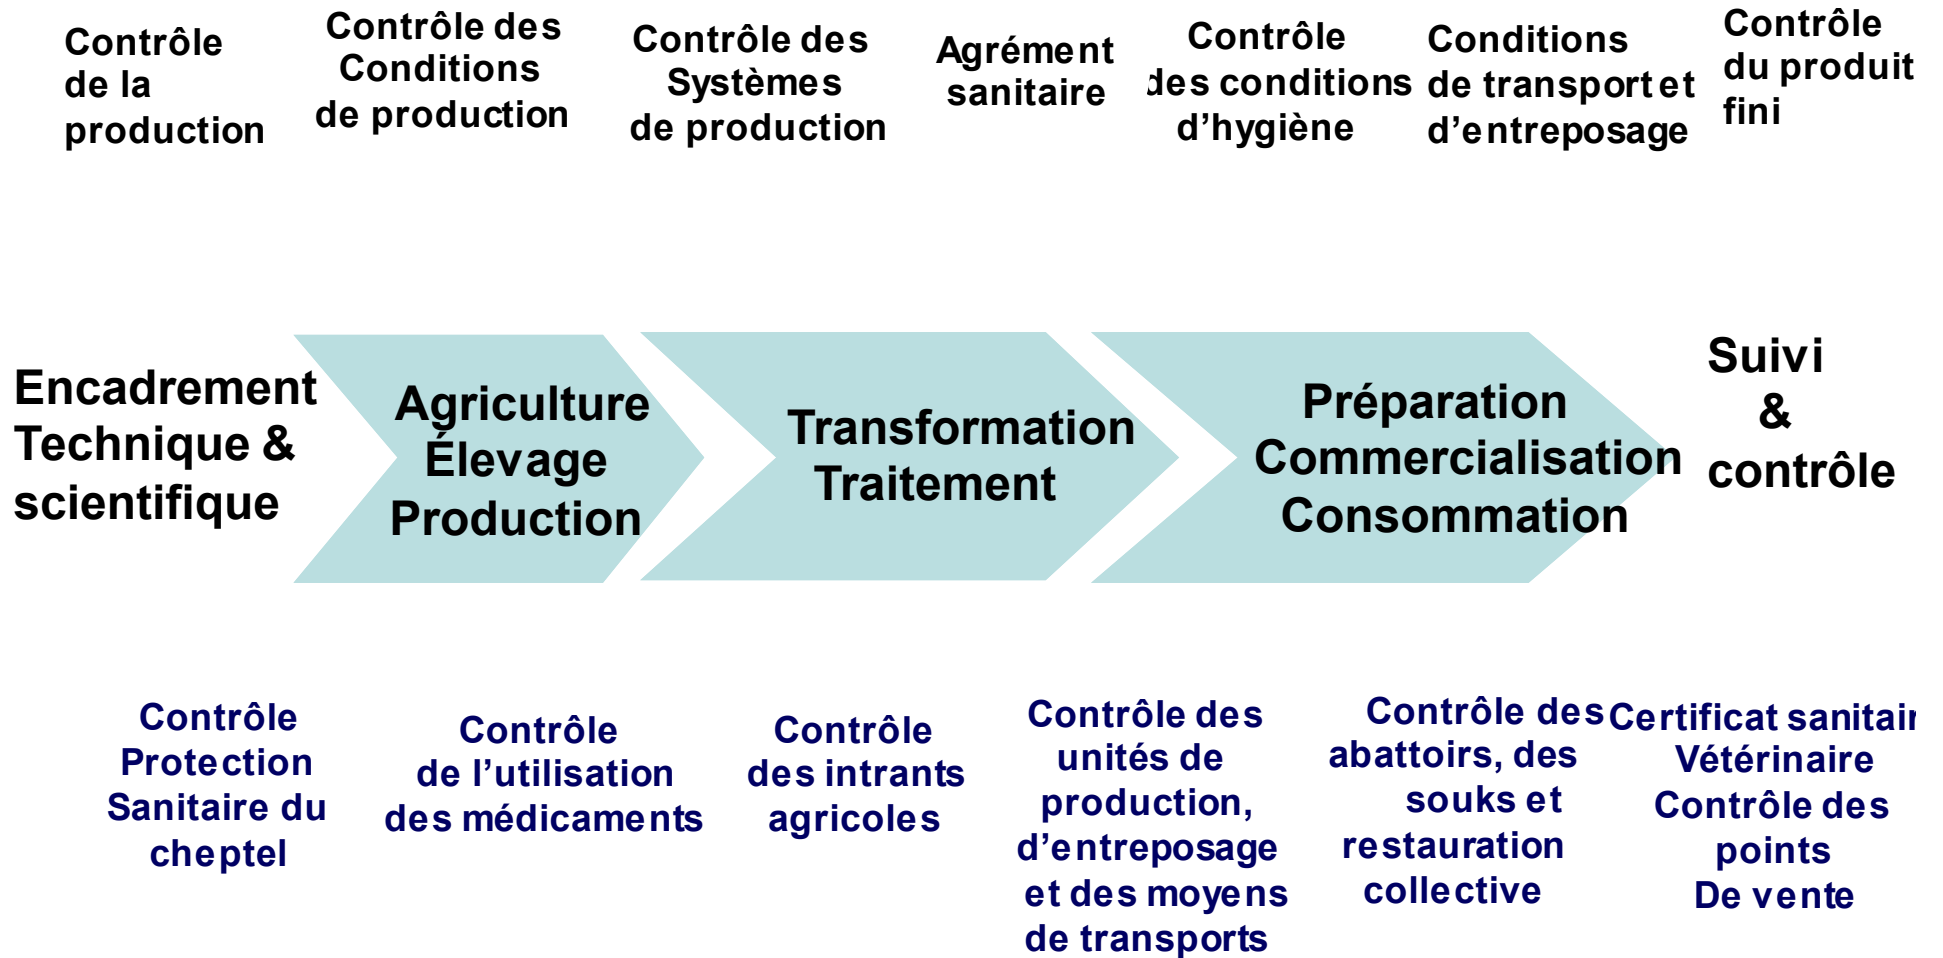 Contrôle
de la
production
Contrôle des
Conditions
de production
Contrôle des
Systèmes
de production
Agrément
sanitaire
Contrôle
des conditions
d’hygiène
Conditions
de transport et
d’entreposage
Contrôle
du produit
fini
Encadrement
Technique &
scientifique
Agriculture
Élevage
Production
Transformation
Traitement
Préparation
Commercialisation
Consommation
Suivi
&
contrôle
Contrôle
Protection
Sanitaire du
cheptel
Contrôle
de l’utilisation
des médicaments
Contrôle
des intrants
agricoles
Contrôle des
unités de
production,
d’entreposage
et des moyens
de transports
Contrôle des
abattoirs, des
souks et
restauration
collective
Certificat sanitair
Vétérinaire
Contrôle des
points
De vente